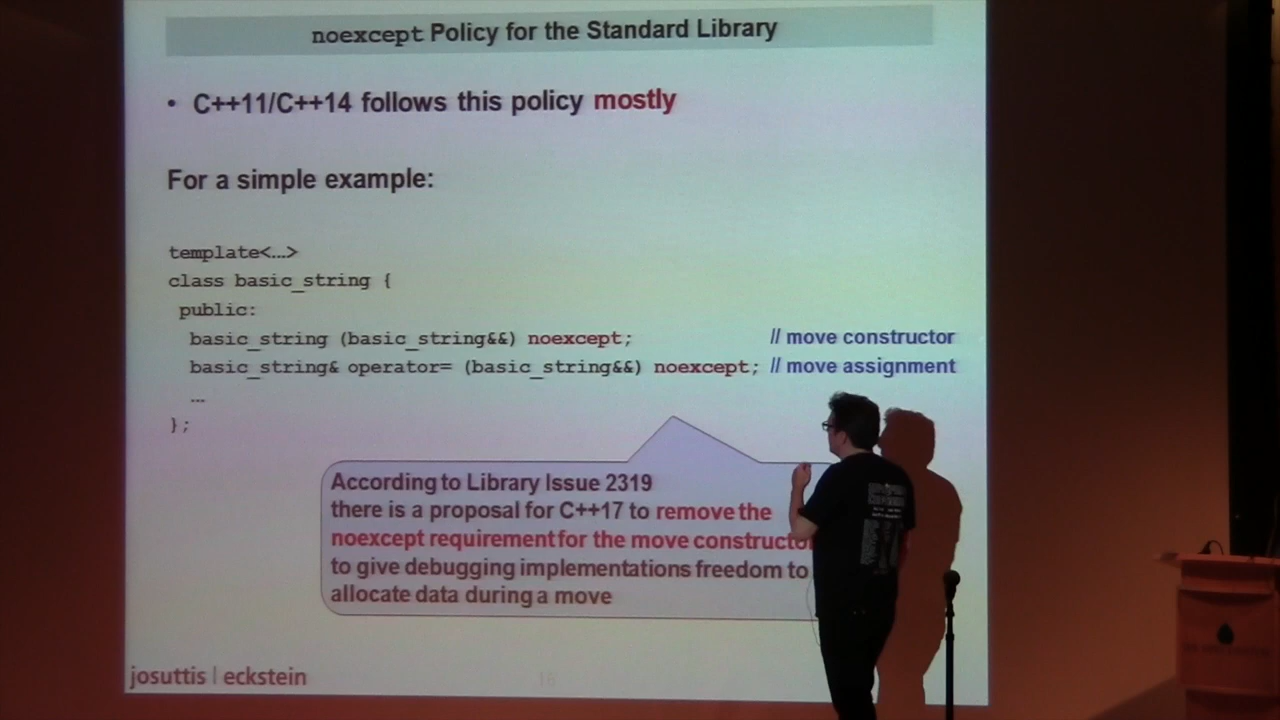 noexcept Policy for the Standard Library
• C++11/C++14 follows this policy mostly
For a simple example:
template<…>
class basic_string {
public:
basic_string (basic_string&&) noexcept; // move constructor
basic_string& operator= (basic_string&&) noexcept; // move assignment
…
};
According to Library Issue 2319
there is a proposal for C++17 to remove the
noexcept requirement for the move constructor
to give debugging implementations freedom to
allocate data during a move
josuttis | eckstein
16